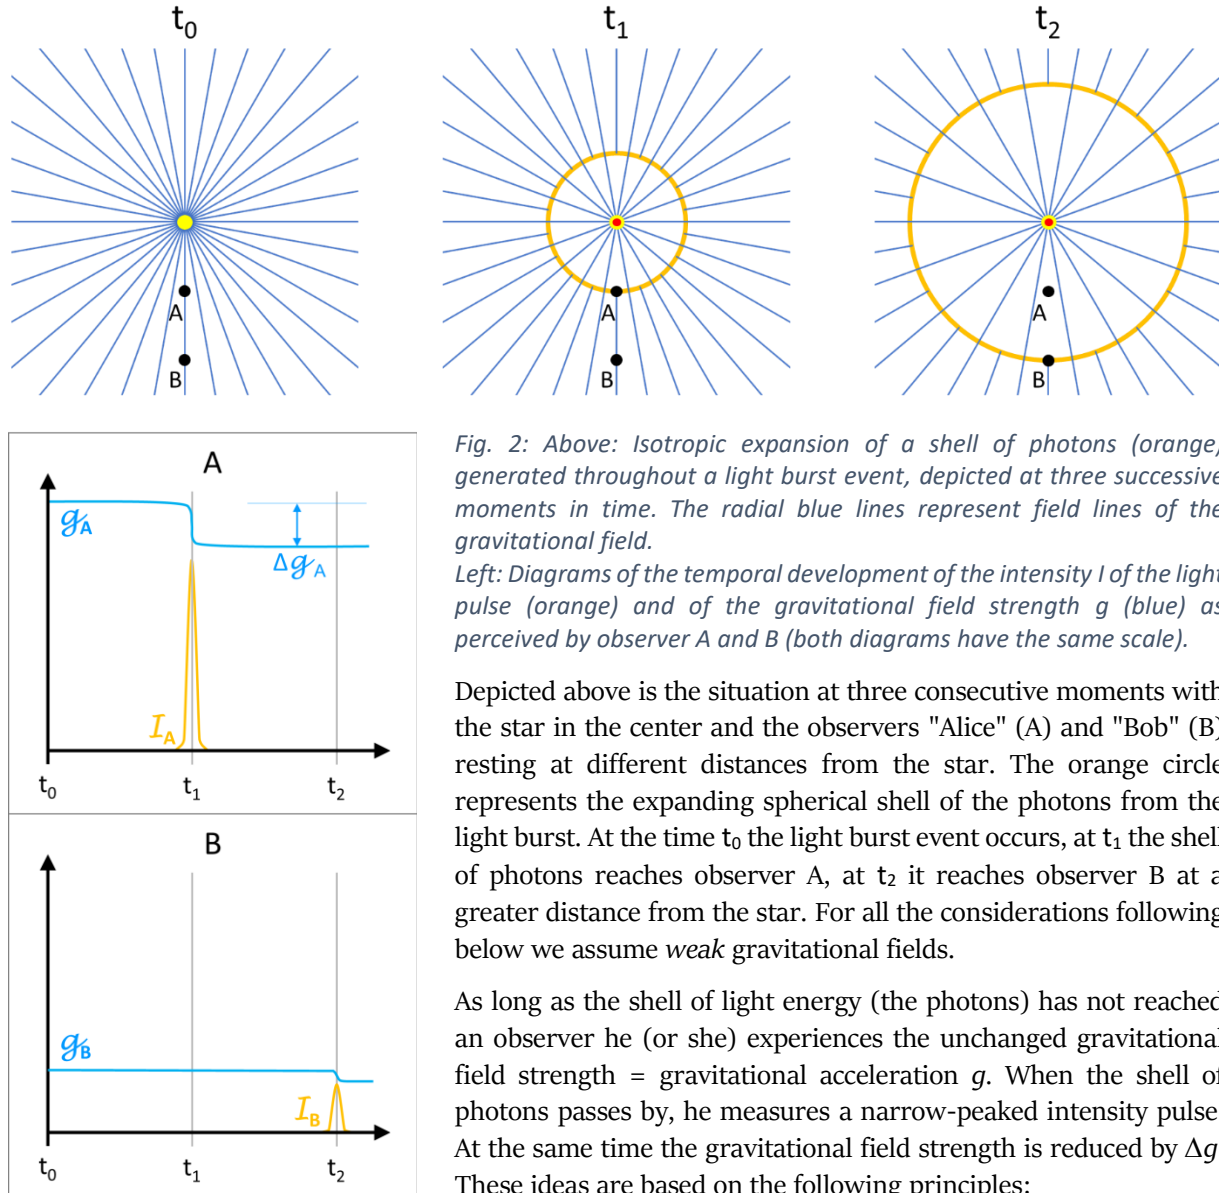 t0
t1
t2
A
B
A
B
A
B
A
gA
ΔgA
IA
t0
t1
t2
B
gB
IB
t0
t1
t2
Fig. 2: Above: Isotropic expansion of a shell of photons (orange)
generated throughout a light burst event, depicted at three successive
moments in time. The radial blue lines represent field lines of the
gravitational field.
Left: Diagrams of the temporal development of the intensity I of the light
pulse (orange) and of the gravitational field strength g (blue) as
perceived by observer A and B (both diagrams have the same scale).
Depicted above is the situation at three consecutive moments with
the star in the center and the observers "Alice" (A) and "Bob" (B)
resting at different distances from the star. The orange circle
represents the expanding spherical shell of the photons from the
light burst. At the time t0 the light burst event occurs, at t1 the shell
of photons reaches observer A, at t2 it reaches observer B at a
greater distance from the star. For all the considerations following
below we assume weak gravitational fields.
As long as the shell of light energy (the photons) has not reached
an observer he (or she) experiences the unchanged gravitational
field strength = gravitational acceleration g. When the shell of
photons passes by, he measures a narrow-peaked intensity pulse.
At the same time the gravitational field strength is reduced by Δg.
These ideas are based on the following principles: